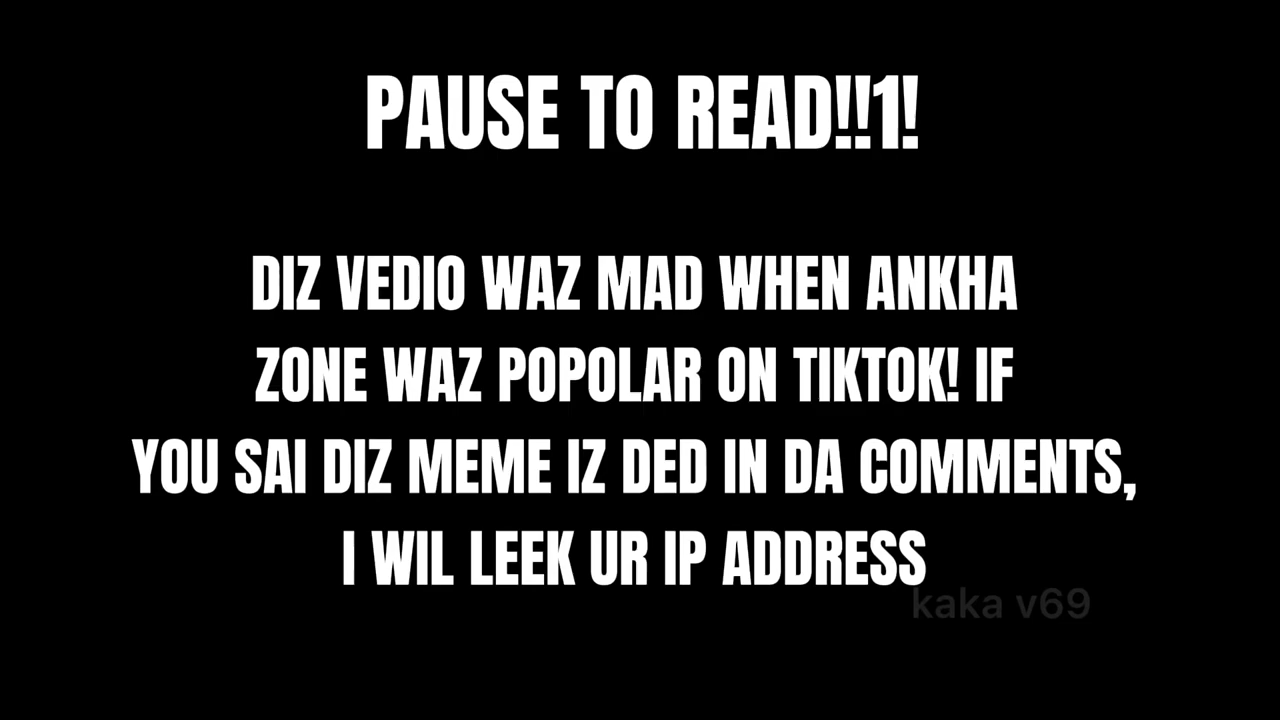 PAUSE TO READ!!1!
DIZ VEDIO WAZ MAD WHEN ANKHA
ZONE WAZ POPOLAR ON TIKTOK! IF
YOU SAI DIZ MEME IZ DED IN DA COMMENTS,
I WIL LEEK UR IP ADDRESS
kaka v69